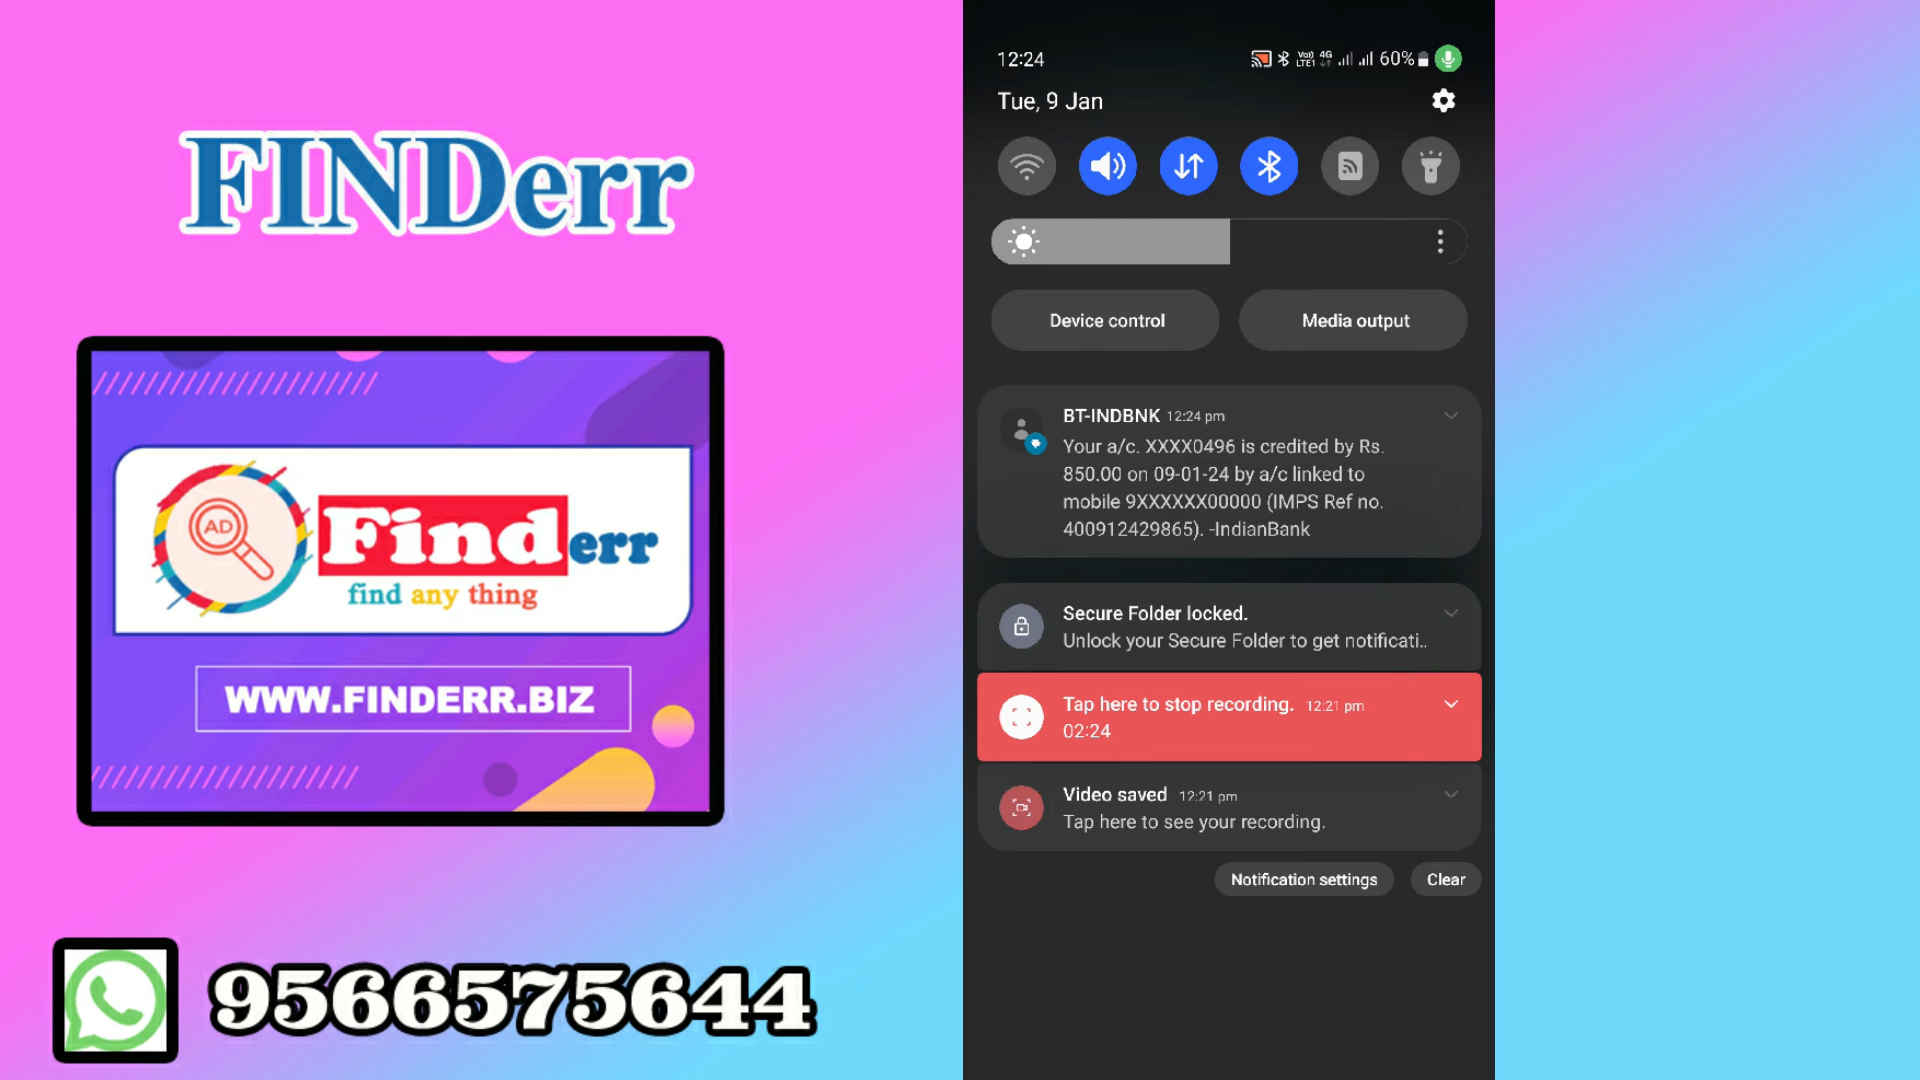 FINDerr
AD
Finderr
find any thing
WWW.FINDERR.BIZ
9566575644
12:24
Vo)) LTE1 4G 60%
Tue, 9 Jan
Device control
Media output
BT-INDBNK 12:24 pm
Your a/c. XXXX0496 is credited by Rs.
850.00 on 09-01-24 by a/c linked to
mobile 9XXXXXX00000 (IMPS Ref no.
400912429865). -IndianBank
Secure Folder locked.
Unlock your Secure Folder to get notificati..
Tap here to stop recording. 12:21 pm
02:24
Video saved 12:21 pm
Tap here to see your recording.
Notification settings
Clear